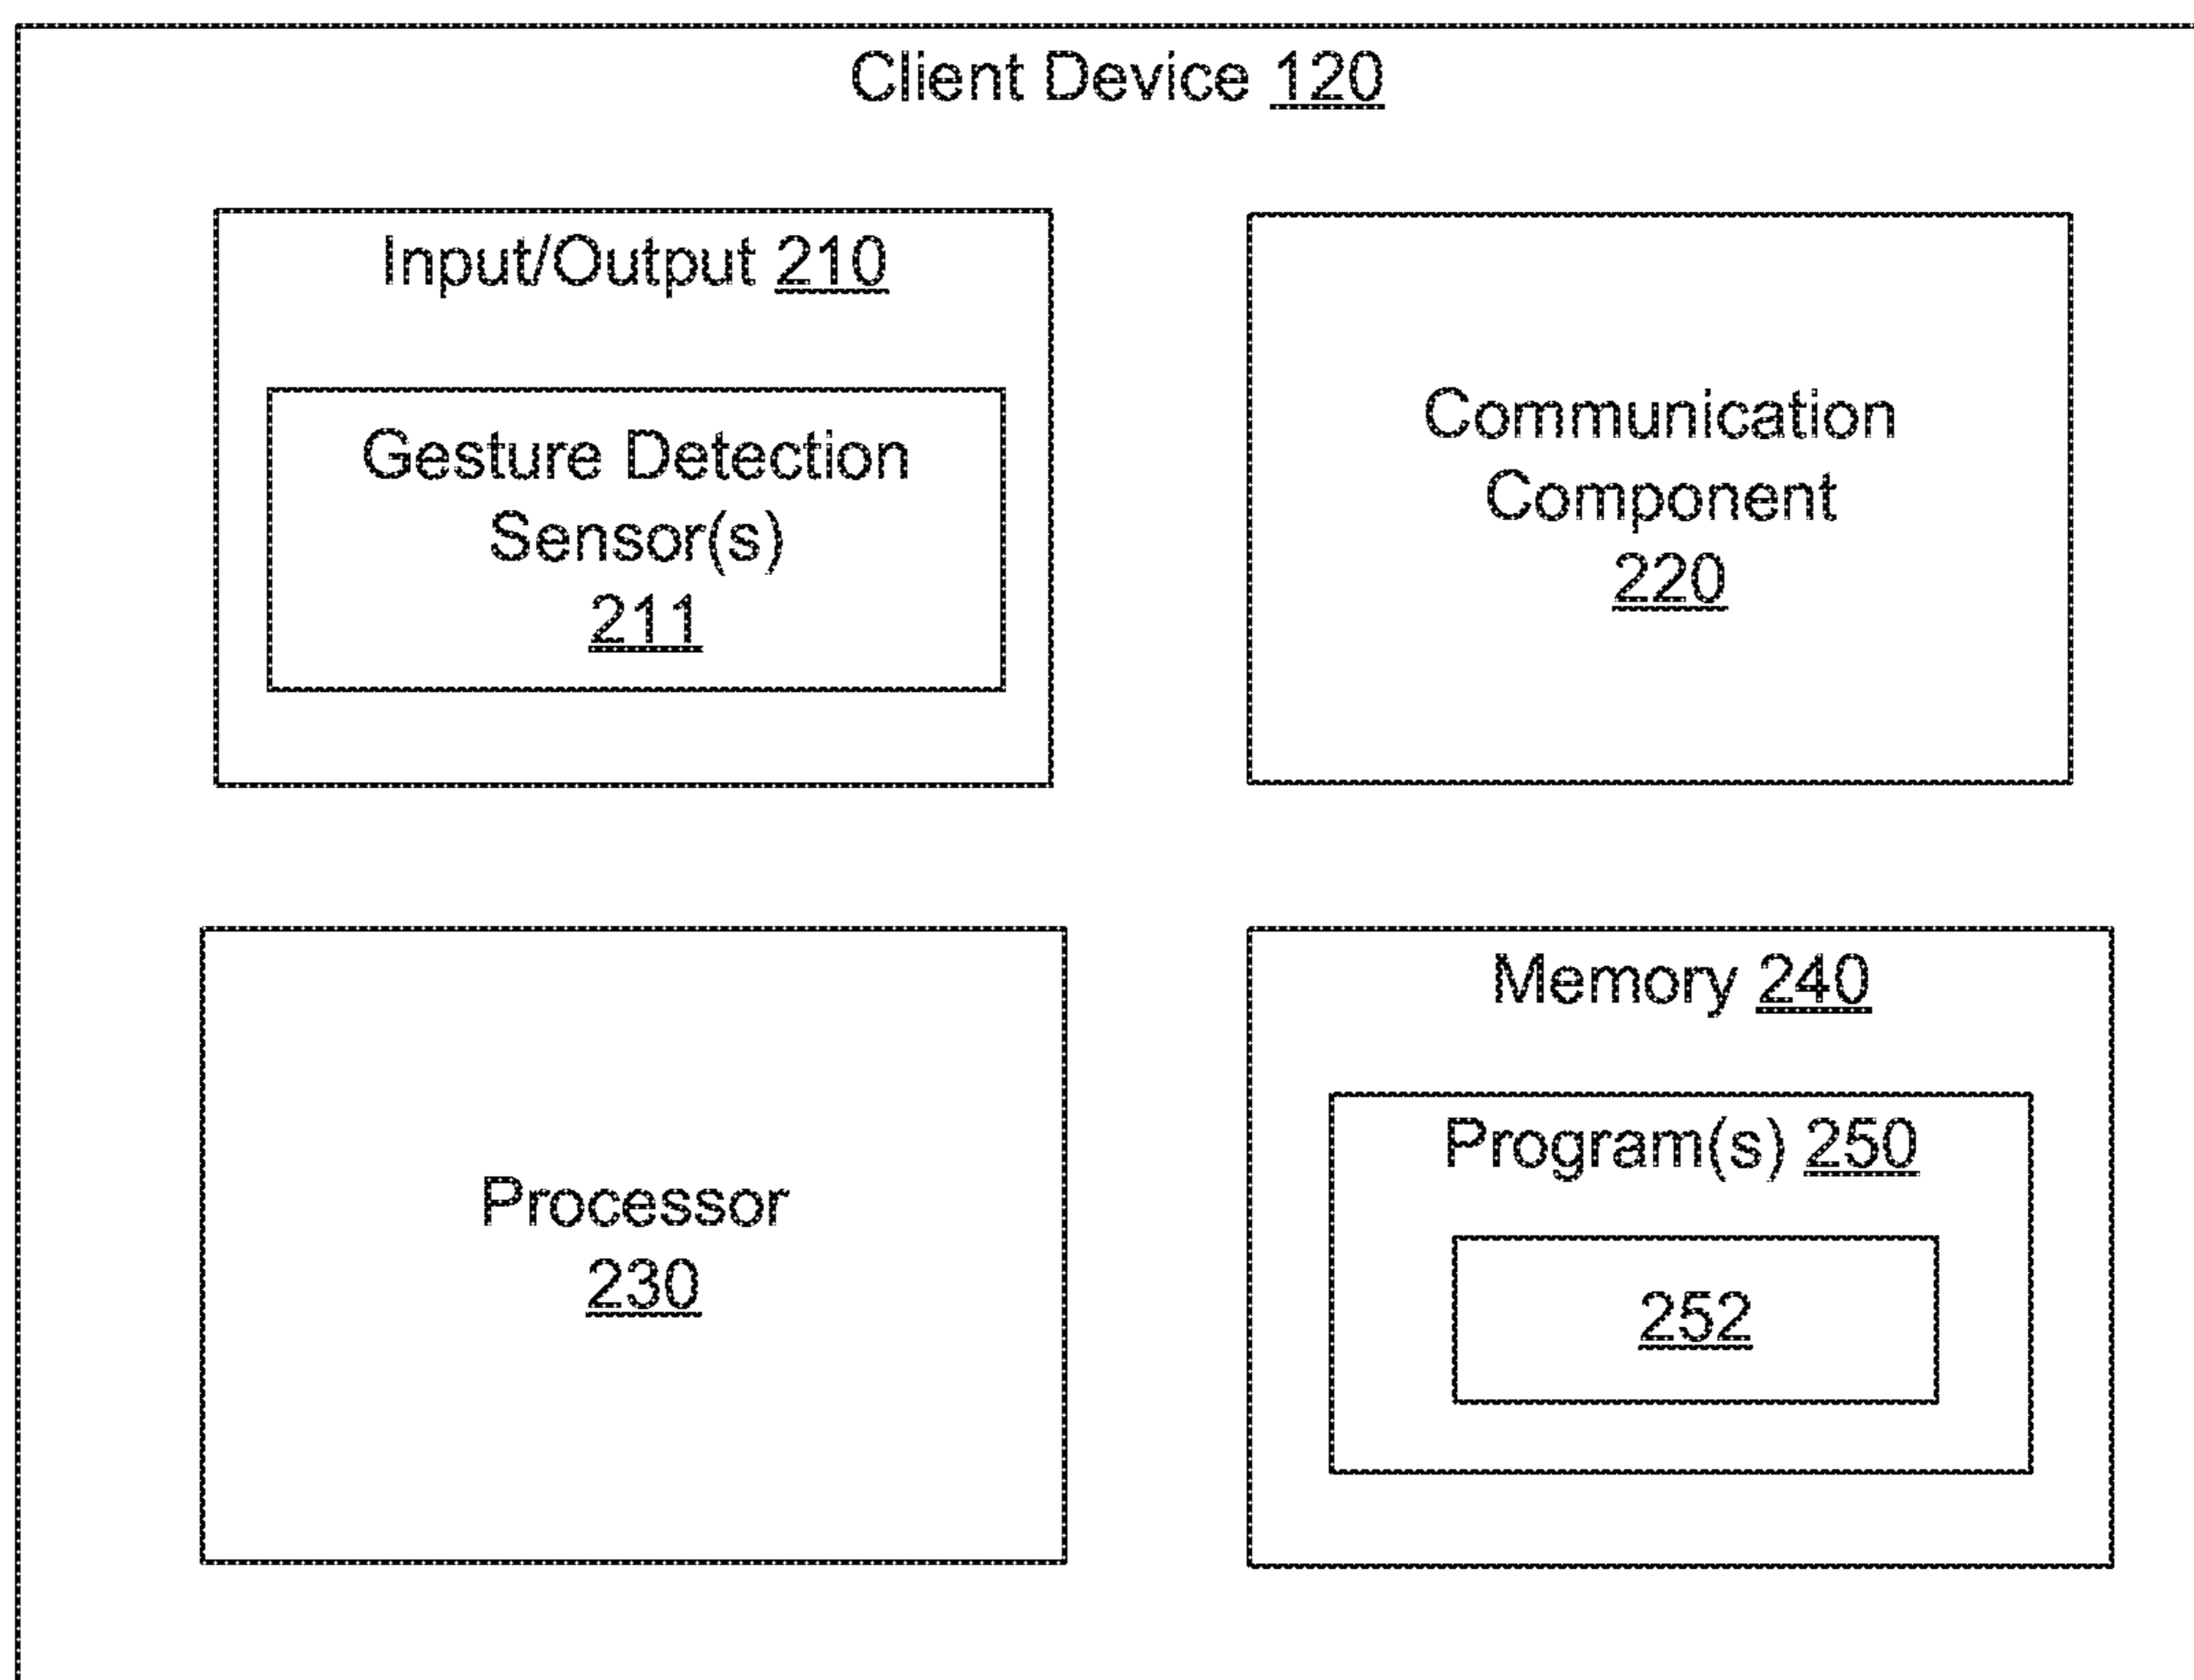 Client Device 120
Input/Output 210
Gesture Detection
Sensor(s)
211
Communication
Component
220
Processor
230
Memory 240
Program(s) 250
252